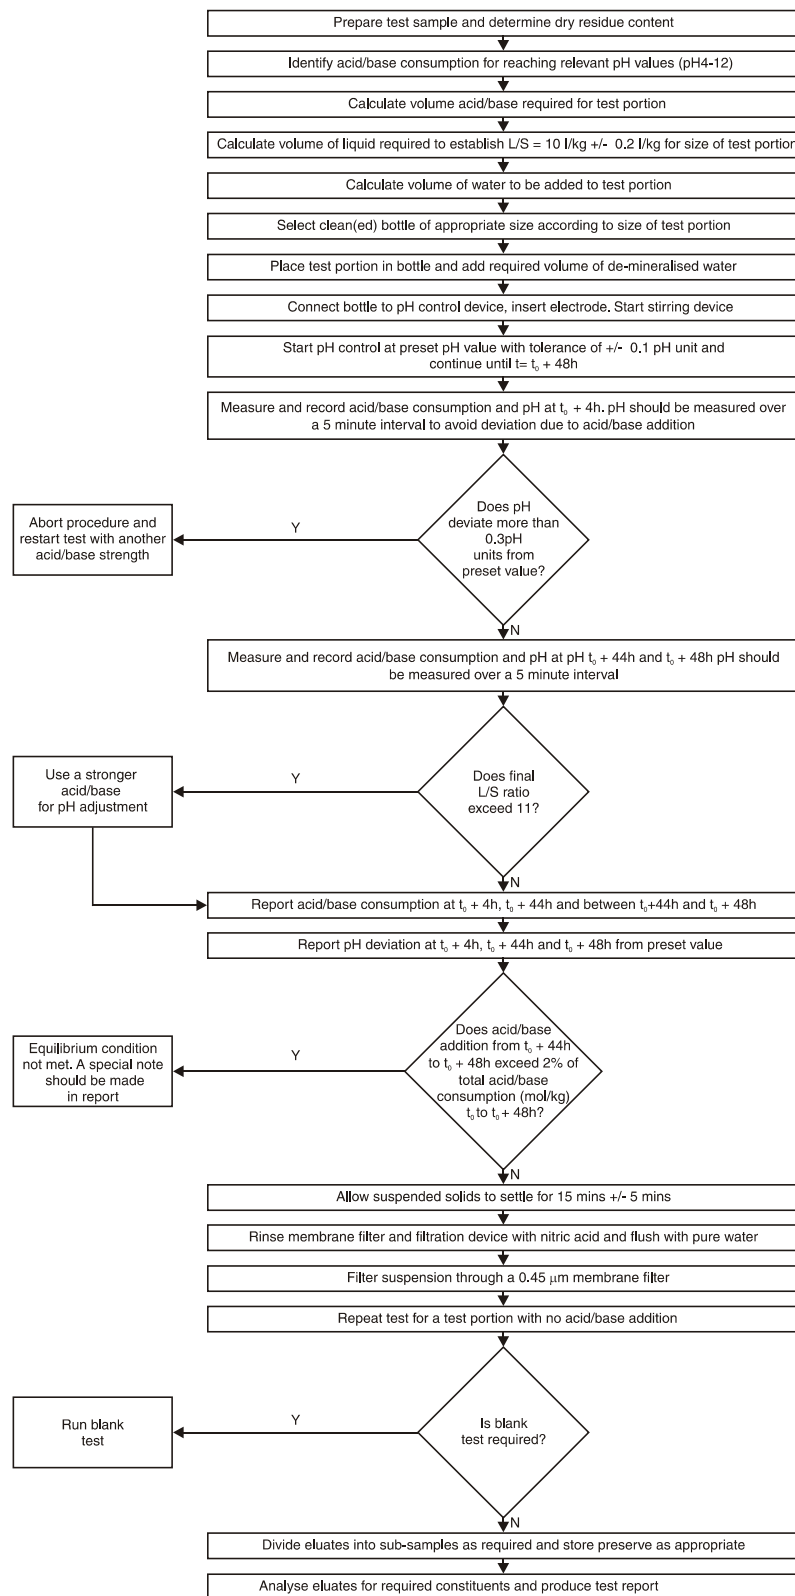 Prepare test sample and determine dry residue content
Identify acid/base consumption for reaching relevant pH values (pH4-12)
Calculate volume acid/base required for test portion
Calculate volume of liquid required to establish L/S = 10 l/kg +/- 0.2 l/kg for size of test portion
Calculate volume of water to be added to test portion
Select clean(ed) bottle of appropriate size according to size of test portion
Place test portion in bottle and add required volume of de-mineralised water
Connect bottle to pH control device, insert electrode. Start stirring device
Start pH control at preset pH value with tolerance of +/- 0.1 pH unit and
continue until t= t₀ + 48h
Measure and record acid/base consumption and pH at t₀ + 4h. pH should be measured over
a 5 minute interval to avoid deviation due to acid/base addition
Does pH
deviate more than
0.3pH
units from
preset value?
Y
Abort procedure and
restart test with another
acid/base strength
N
Measure and record acid/base consumption and pH at pH t₀ + 44h and t₀ + 48h pH should
be measured over a 5 minute interval
Does final
L/S ratio
exceed 11?
Y
Use a stronger
acid/base
for pH adjustment
N
Report acid/base consumption at t₀ + 4h, t₀ + 44h and between t₀+44h and t₀ + 48h
Report pH deviation at t₀ + 4h, t₀ + 44h and t₀ + 48h from preset value
Does acid/base
addition from t₀ + 44h
to t₀ + 48h exceed 2% of
total acid/base
consumption (mol/kg)
t₀ to t₀ + 48h?
Y
Equilibrium condition
not met. A special note
should be made
in report
N
Allow suspended solids to settle for 15 mins +/- 5 mins
Rinse membrane filter and filtration device with nitric acid and flush with pure water
Filter suspension through a 0.45 µm membrane filter
Repeat test for a test portion with no acid/base addition
Is blank
test required?
Y
Run blank
test
N
Divide eluates into sub-samples as required and store preserve as appropriate
Analyse eluates for required constituents and produce test report